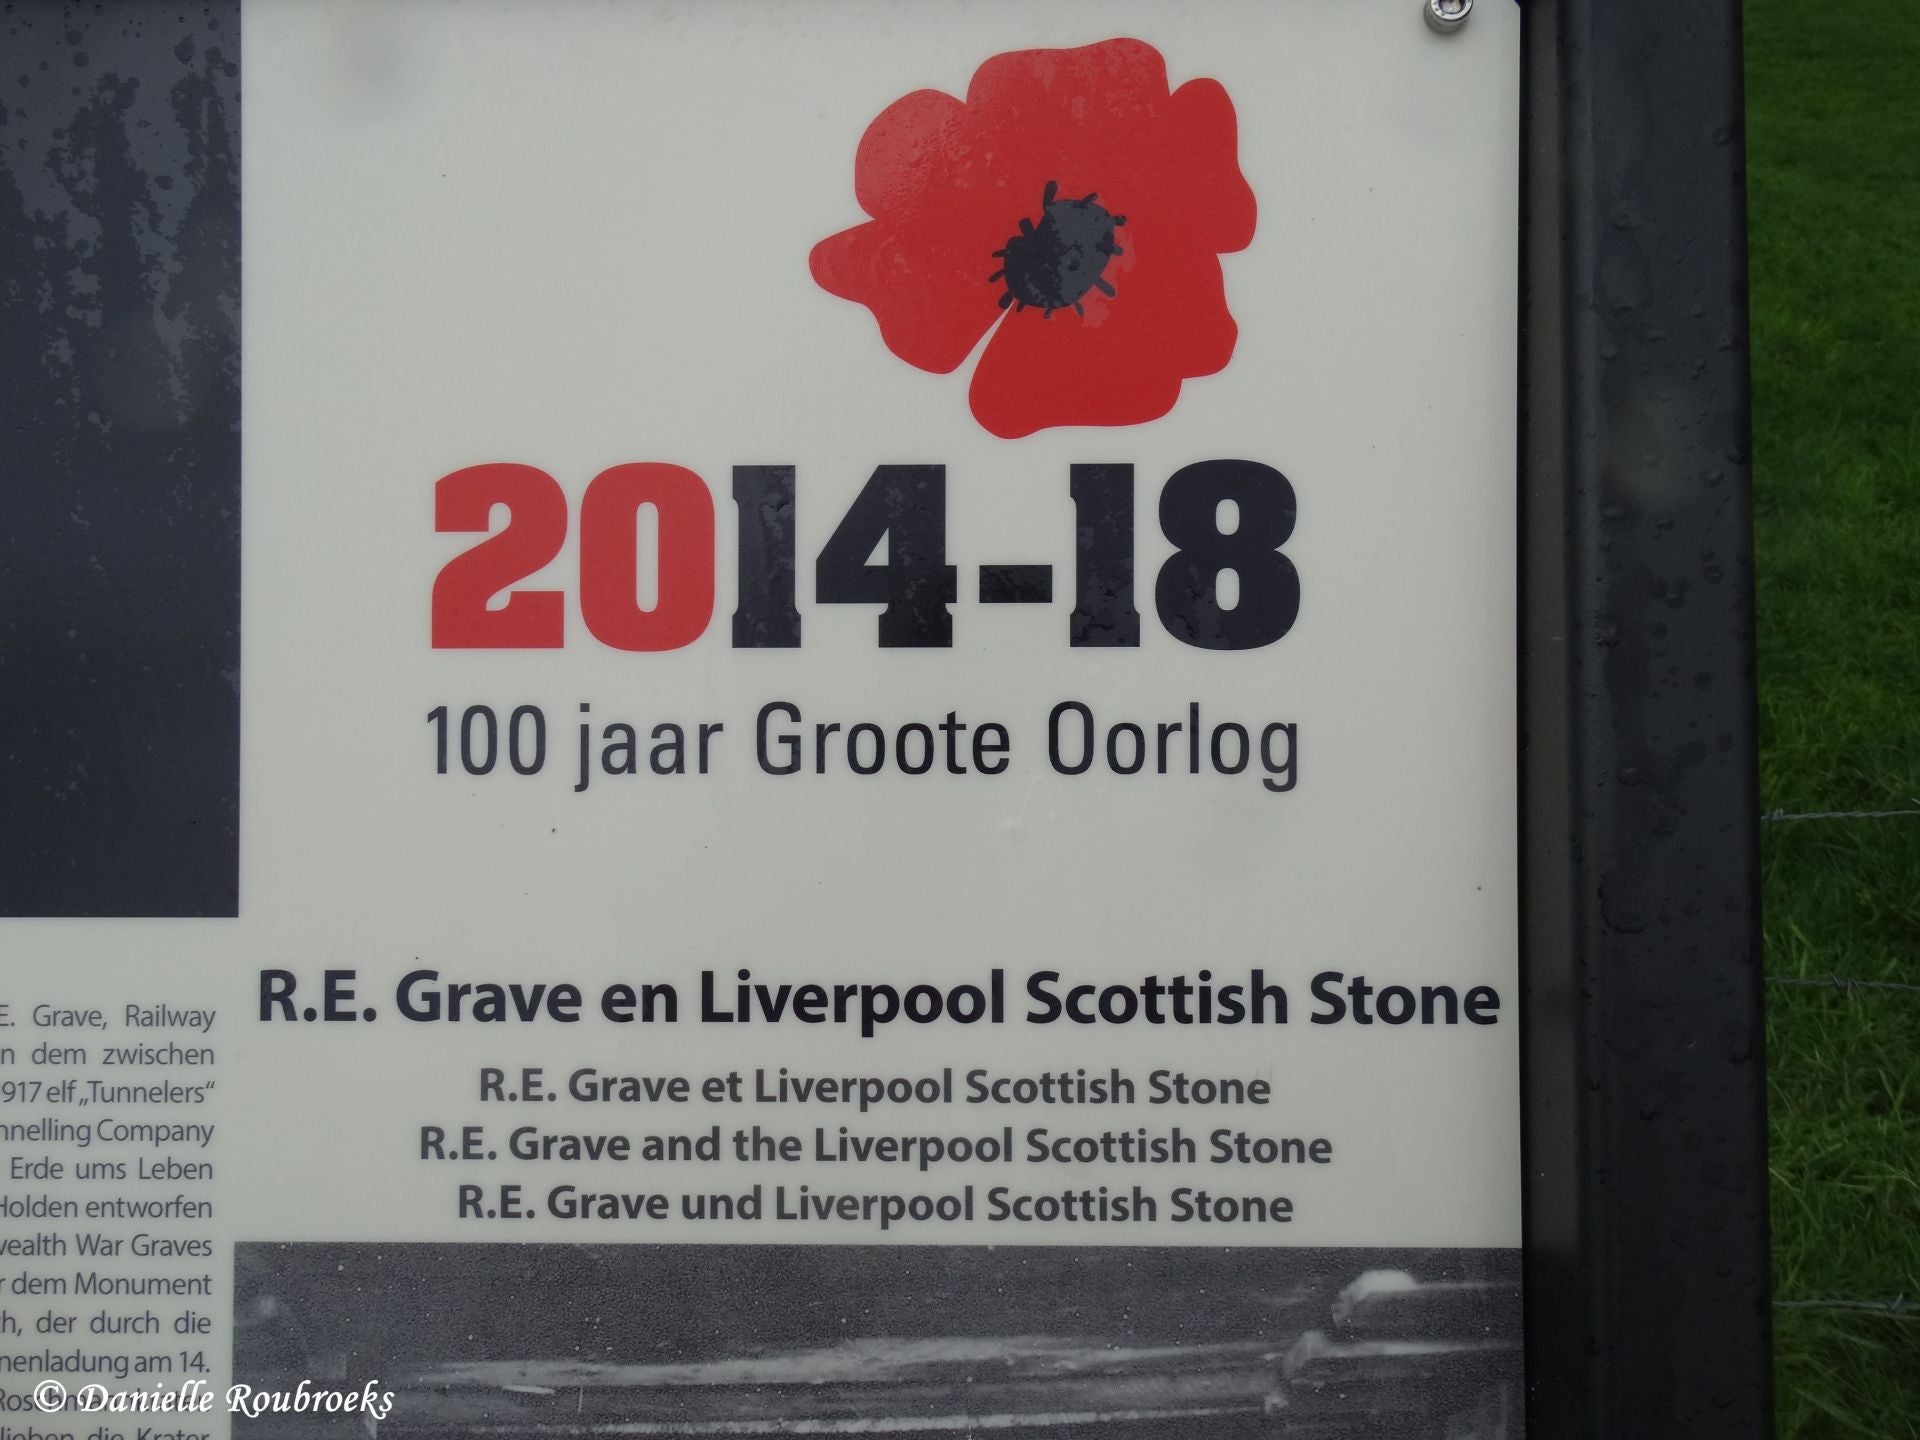 2014-18
100 jaar Groote Oorlog
R.E. Grave en Liverpool Scottish Stone
R.E. Grave et Liverpool Scottish Stone
R.E. Grave and the Liverpool Scottish Stone
R.E. Grave und Liverpool Scottish Stone
E. Grave, Railway
n dem zwischen
917 elf „Tunnelers“
nnelling Company
Erde ums Leben
Holden entworfen
wealth War Graves
r dem Monument
h, der durch die
nenladung am 14.
die Krater
© Danielle Roubroeks